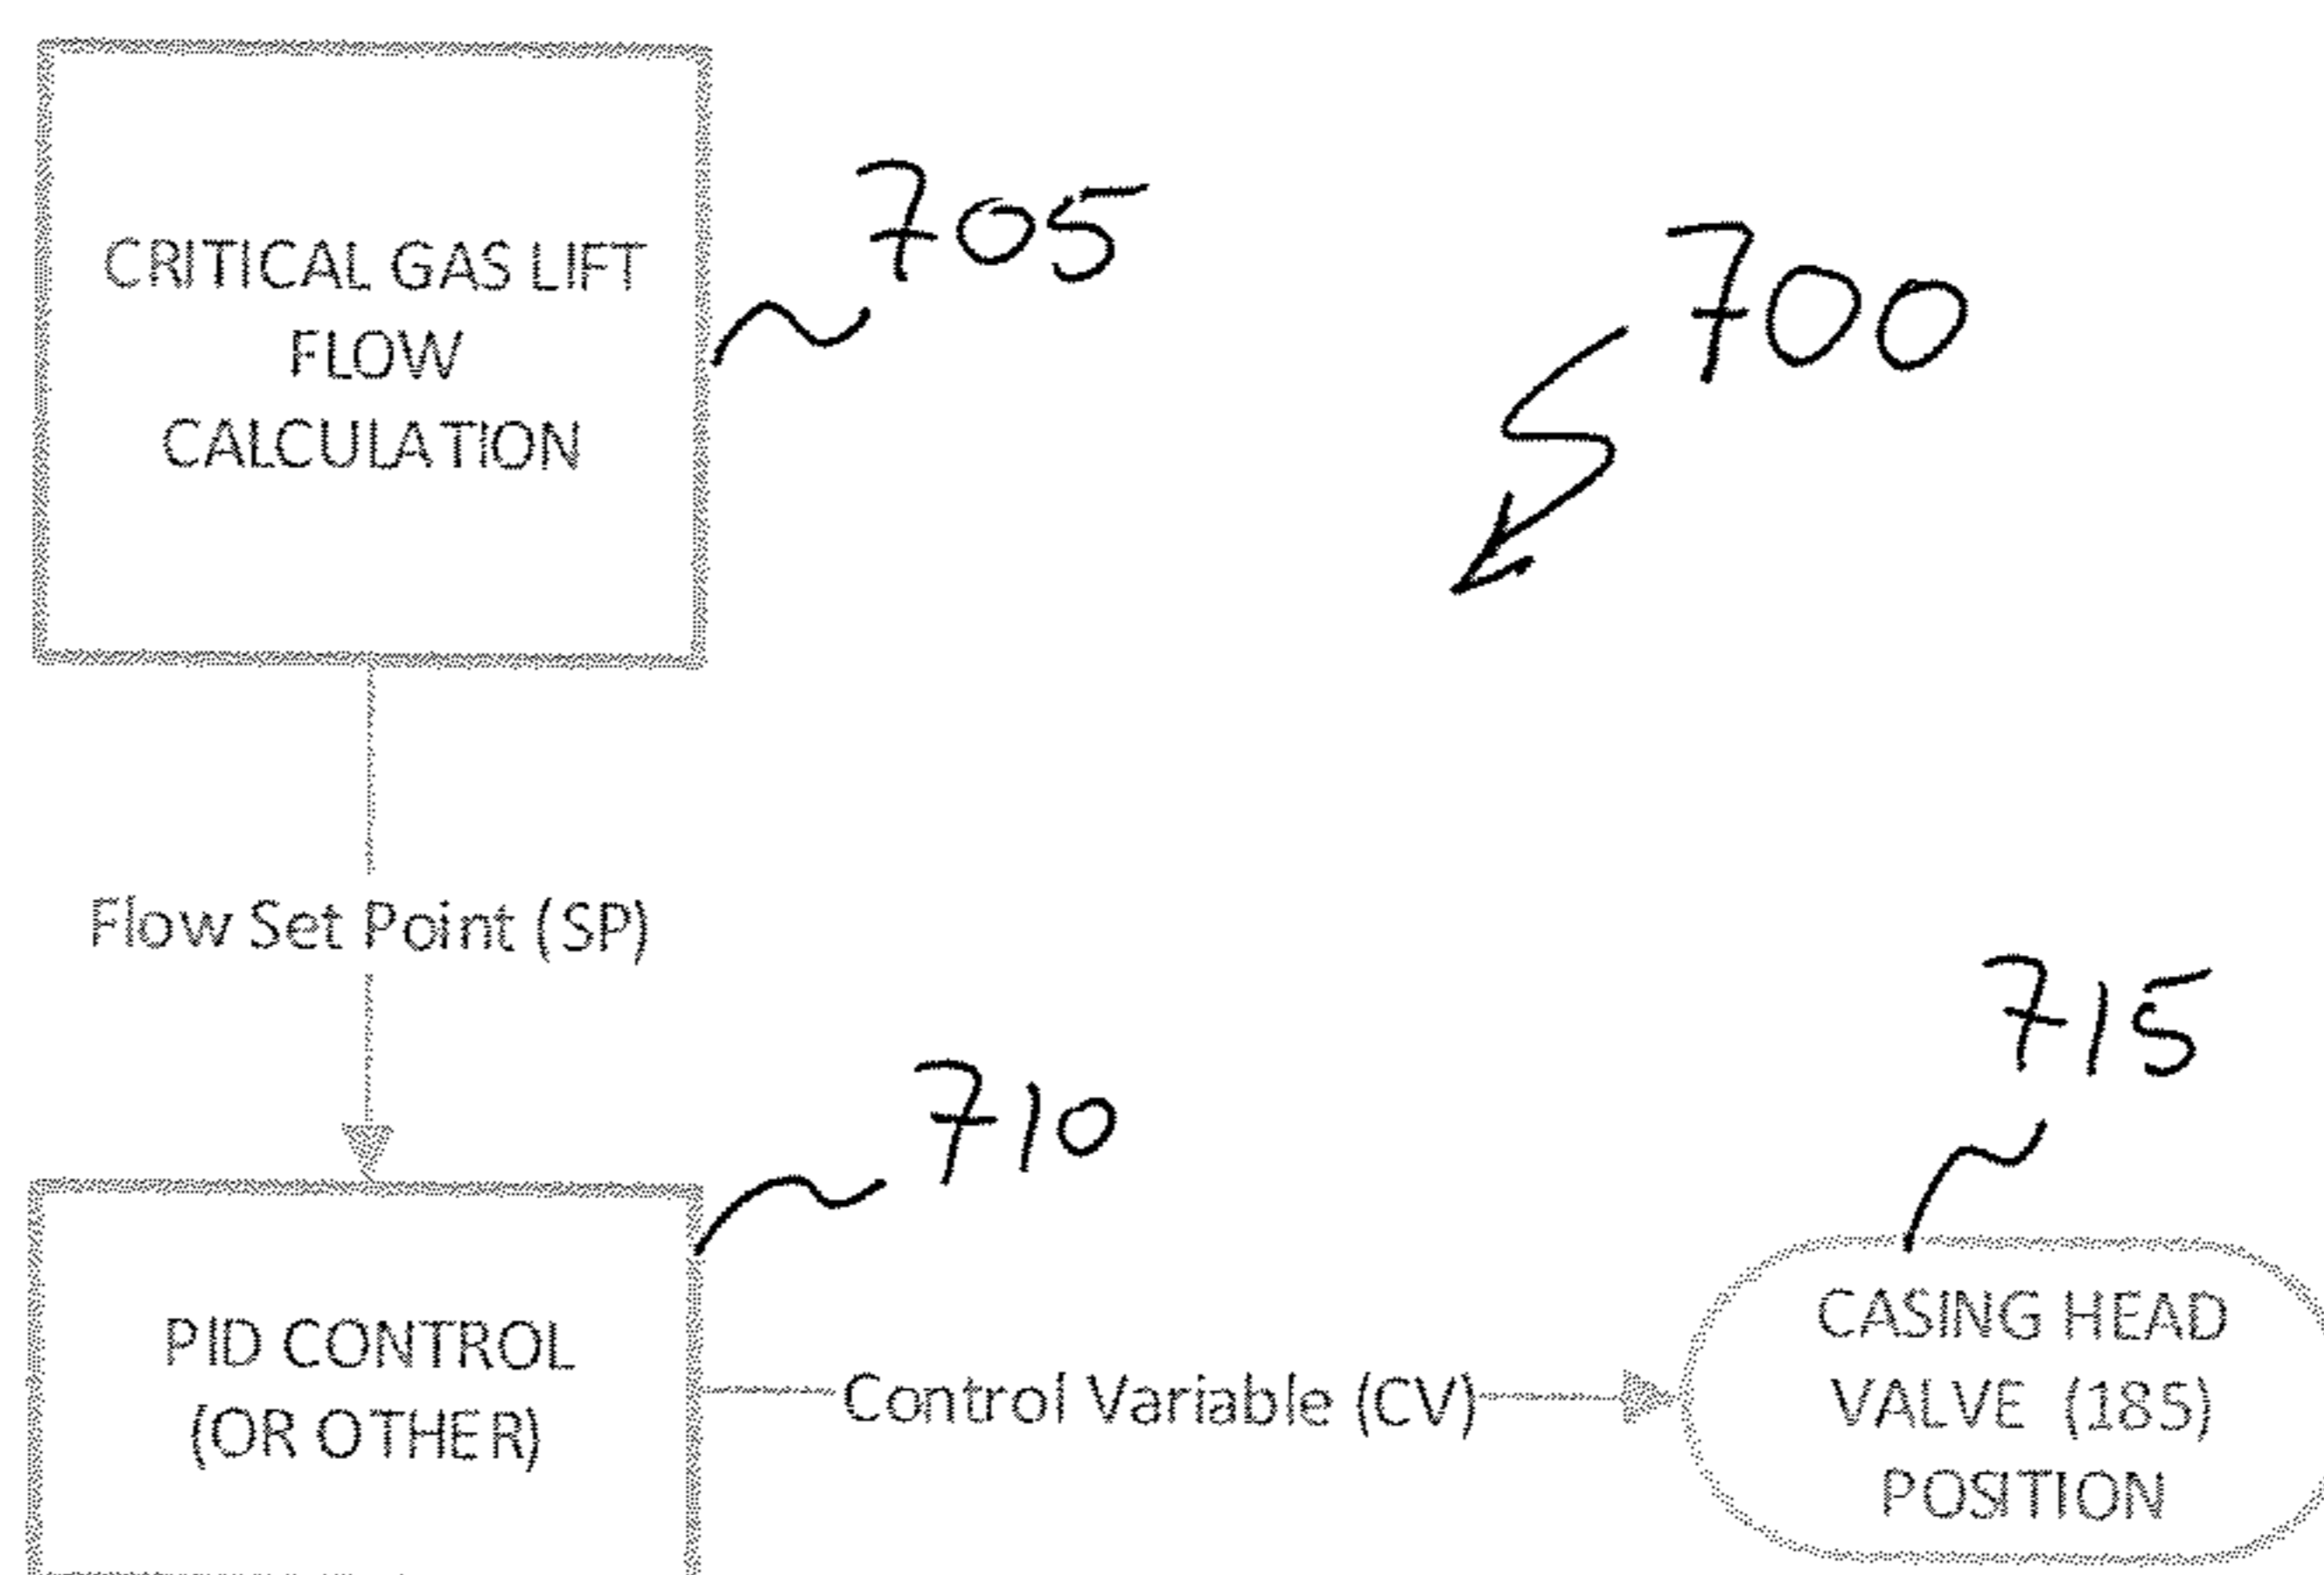 CRITICAL GAS LIFT
FLOW
CALCULATION
705
700
Flow Set Point (SP)
710
715
PID CONTROL
(OR OTHER)
Control Variable (CV)
CASING HEAD
VALVE (185)
POSITION